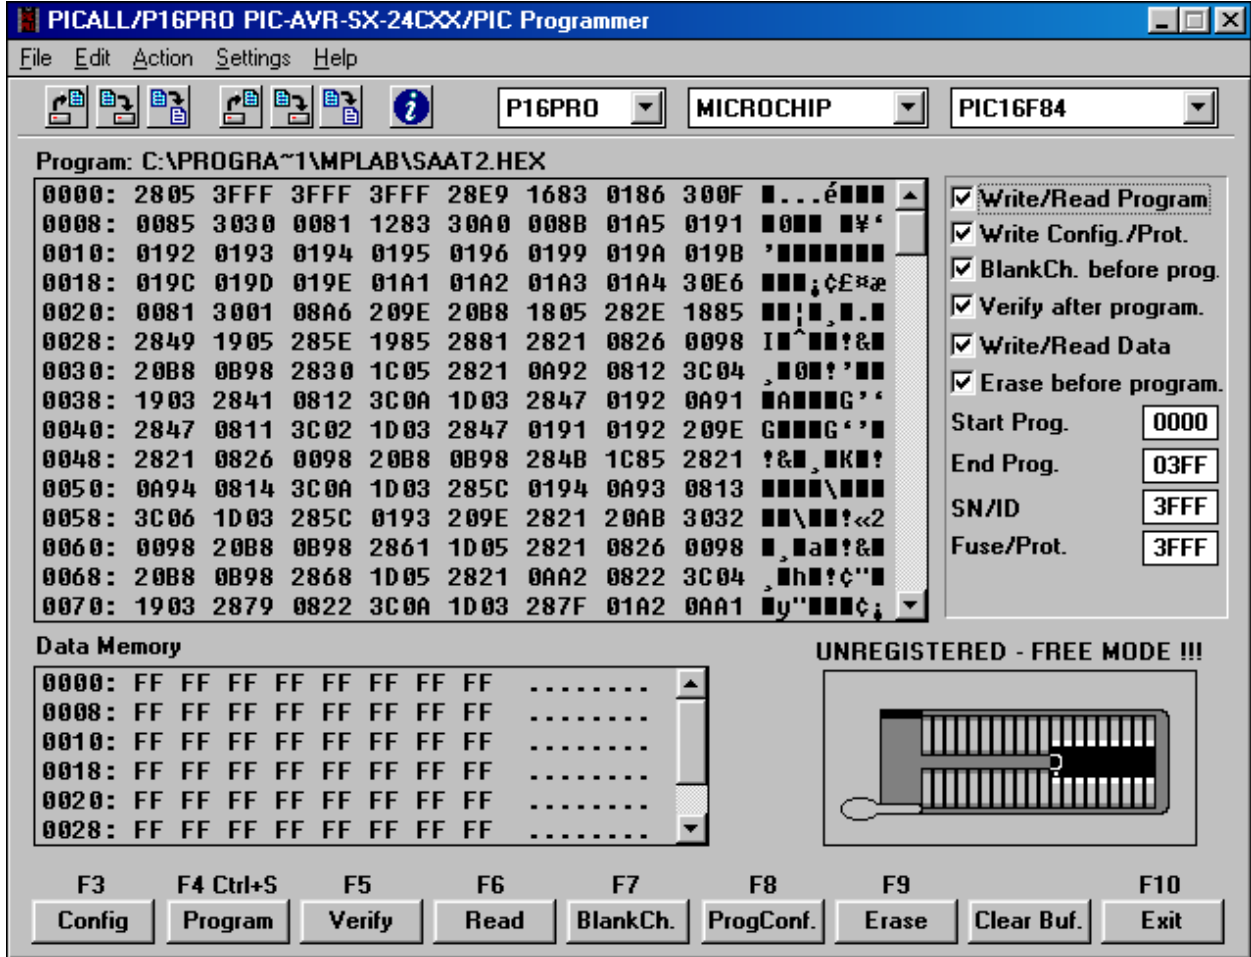 PICALL/P16PRO PIC-AVR-SX-24CXX/PIC Programmer
File Edit Action Settings Help
P16PRO MICROCHIP PIC16F84
Program: C:\PROGRA~1\MPLAB\SAAT2.HEX
0000: 2805 3FFF 3FFF 3FFF 28E9 1683 0186 300F ■...é■■■
0008: 0085 3030 0081 1283 30A0 008B 01A5 0191 ■0■■ ■¥‘
0010: 0192 0193 0194 0195 0196 0199 019A 019B ’■■■■■■■
0018: 019C 019D 019E 01A1 01A2 01A3 01A4 30E6 ■■■¡¢£¤æ
0020: 0081 3001 08A6 209E 20B8 1805 282E 1885 ■■¦■¸■.■
0028: 2849 1905 285E 1985 2881 2821 0826 0098 I■^■■!&■
0030: 20B8 0B98 2830 1C05 2821 0A92 0812 3C04 ¸■0■!’■■
0038: 1903 2841 0812 3C0A 1D03 2847 0192 0A91 ■A■■■G’‘
0040: 2847 0811 3C02 1D03 2847 0191 0192 209E G■■■G‘’■
0048: 2821 0826 0098 20B8 0B98 284B 1C85 2821 !&■¸■K■!
0050: 0A94 0814 3C0A 1D03 285C 0194 0A93 0813 ■■■■\■■■
0058: 3C06 1D03 285C 0193 209E 2821 20AB 3032 ■■\■■!«2
0060: 0098 20B8 0B98 2861 1D05 2821 0826 0098 ■¸■a■!&■
0068: 20B8 0B98 2868 1D05 2821 0AA2 0822 3C04 ¸■h■!¢"■
0070: 1903 2879 0822 3C0A 1D03 287F 01A2 0AA1 ■y"■■■¢¡
Write/Read Program
Write Config./Prot.
BlankCh. before prog.
Verify after program.
Write/Read Data
Erase before program.
Start Prog. 0000
End Prog. 03FF
SN/ID 3FFF
Fuse/Prot. 3FFF
Data Memory
0000: FF FF FF FF FF FF FF FF ........
0008: FF FF FF FF FF FF FF FF ........
0010: FF FF FF FF FF FF FF FF ........
0018: FF FF FF FF FF FF FF FF ........
0020: FF FF FF FF FF FF FF FF ........
0028: FF FF FF FF FF FF FF FF ........
UNREGISTERED - FREE MODE !!!
F3 F4 Ctrl+S F5 F6 F7 F8 F9 F10
Config Program Verify Read BlankCh. ProgConf. Erase Clear Buf. Exit